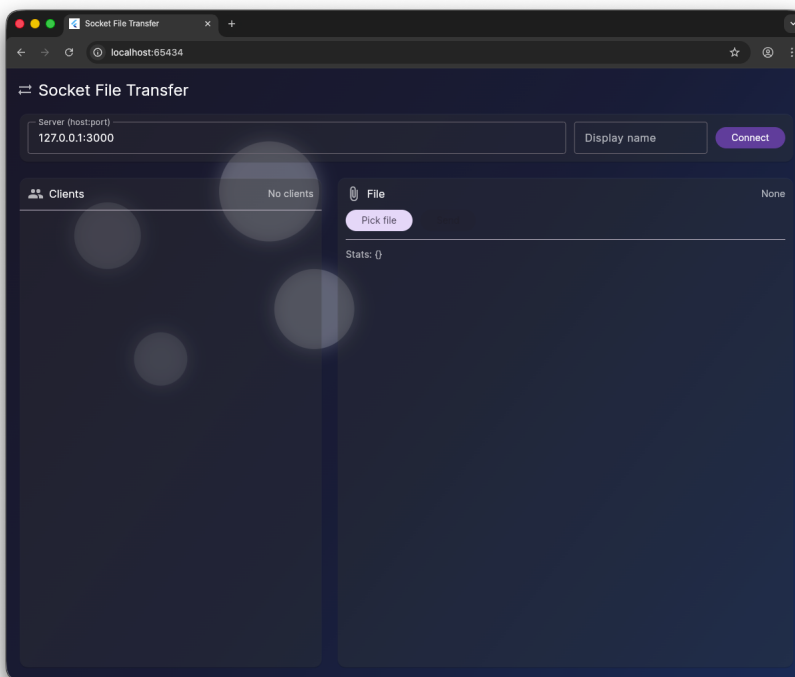 Socket File Transfer
localhost:65434
Socket File Transfer
Server (host:port)
127.0.0.1:3000
Display name
Connect
Clients
No clients
File
None
Pick file
Stats: {}